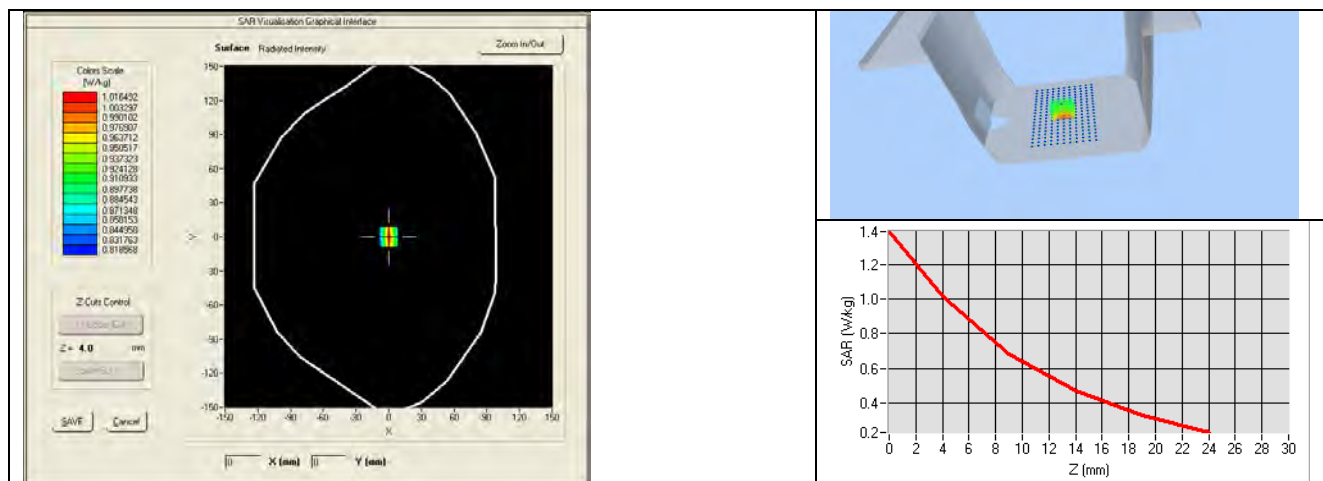 SAR Visualisation Graphical Interface
Surface Radiated Intensity
Zoom In/Out
Colors Scale
(W/kg)
1.016492
1.003297
0.990102
0.976907
0.963712
0.950517
0.937323
0.924128
0.910933
0.897738
0.884543
0.871348
0.858153
0.844958
0.831763
0.818568
150
120
90
60
30
0
-30
-60
-90
-120
-150
Y
-150 -120 -90 -60 -30 0 30 60 90 120 150
X
Z Cuts Control
Z = 4.0 mm
SAVE Cancel
0 X (mm) 0 Y (mm)
1.4
1.2
1.0
0.8
0.6
0.4
0.2
SAR (W/kg)
0 2 4 6 8 10 12 14 16 18 20 22 24 26 28 30
Z (mm)